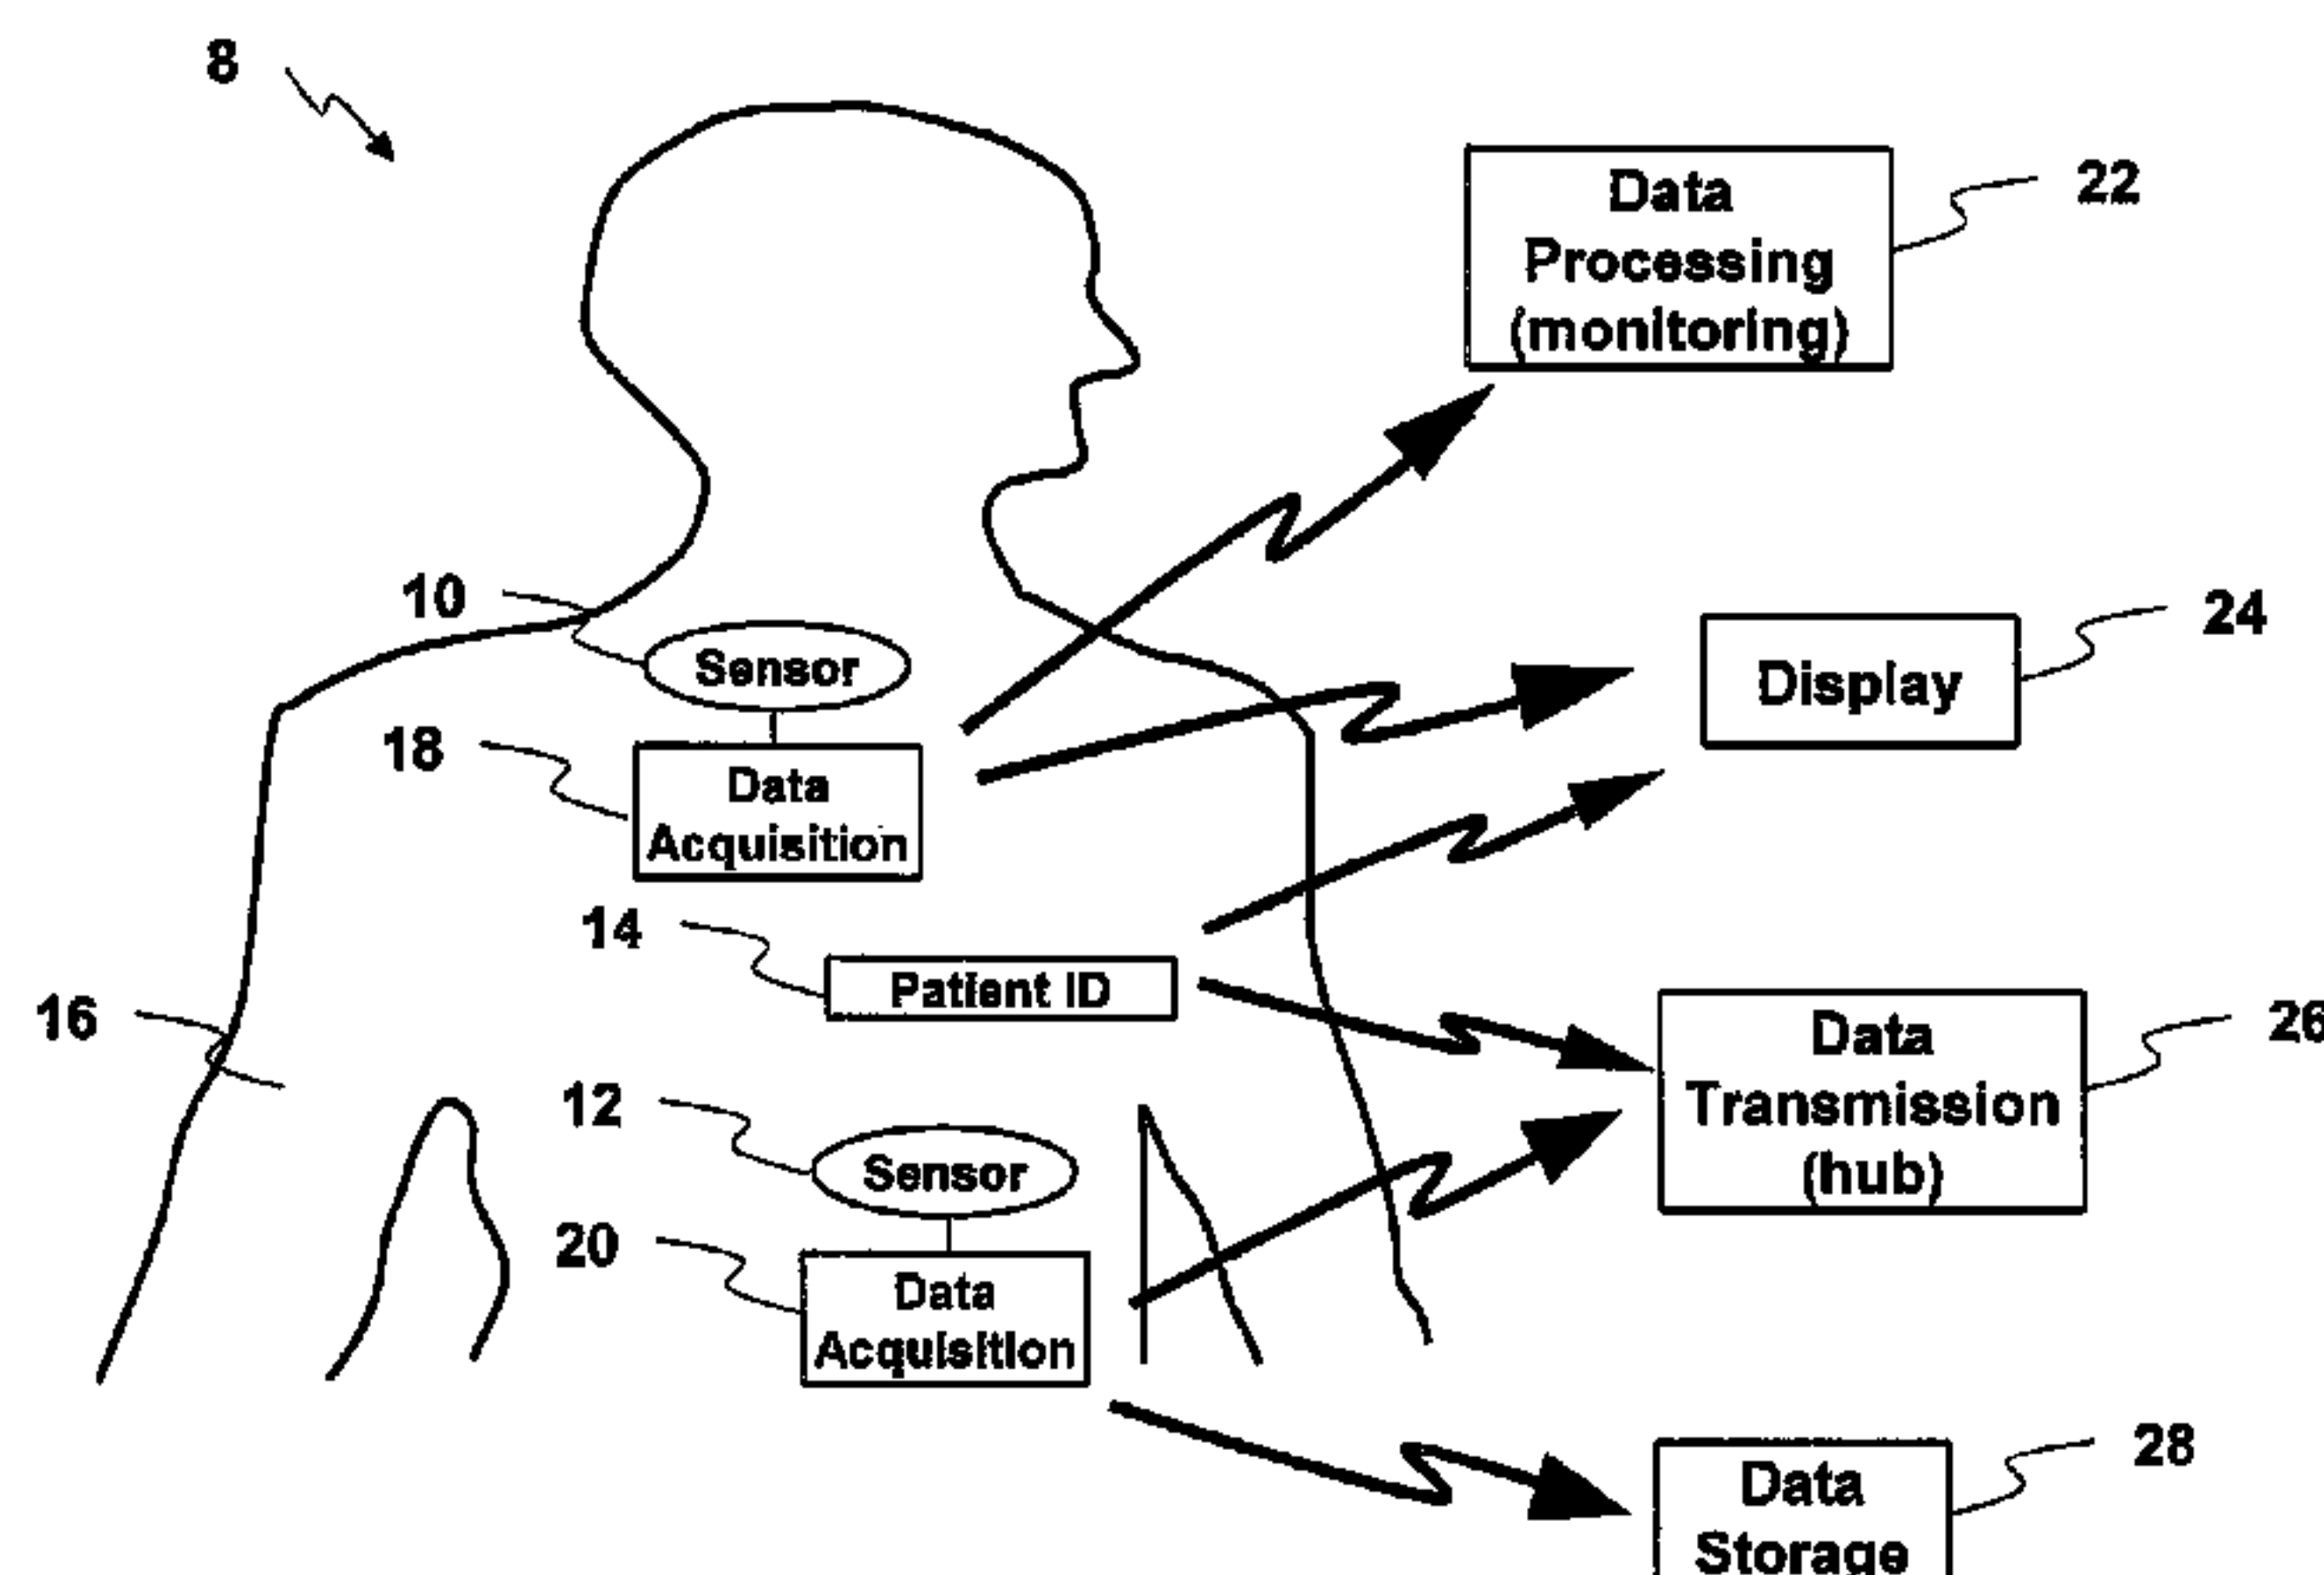 8
Data
Processing
(monitoring)
22
10
Sensor
24
Display
18
Data
Acquisition
14
Patient ID
16
26
Data
Transmission
(hub)
12
Sensor
20
Data
Acquisition
28
Data
Storage